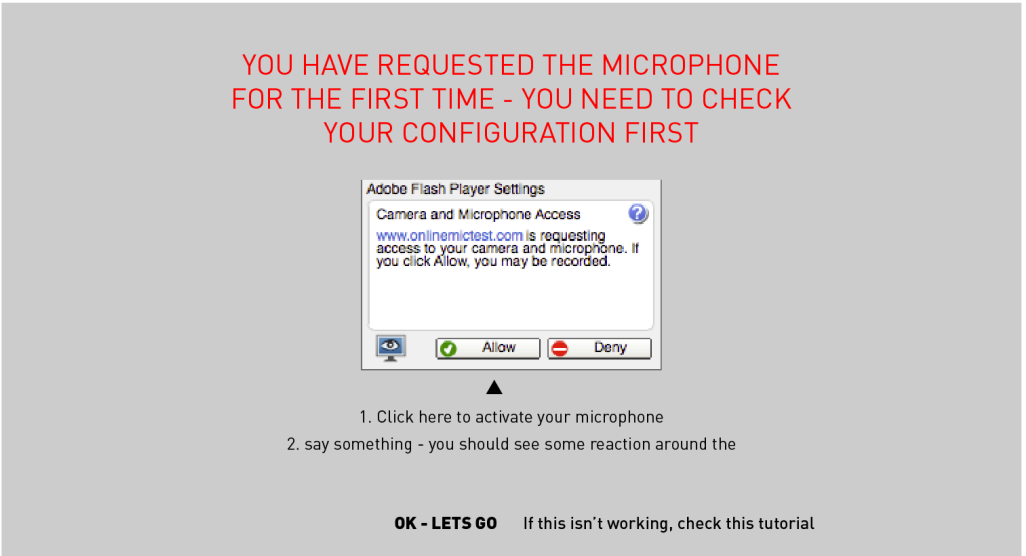 YOU HAVE REQUESTED THE MICROPHONE
FOR THE FIRST TIME - YOU NEED TO CHECK
YOUR CONFIGURATION FIRST
Adobe Flash Player Settings
Camera and Microphone Access
www.onlinemictest.com is requesting
access to your camera and microphone. If
you click Allow, you may be recorded.
Allow
Deny
1. Click here to activate your microphone
2. say something - you should see some reaction around the
OK - LETS GO
If this isn't working, check this tutorial